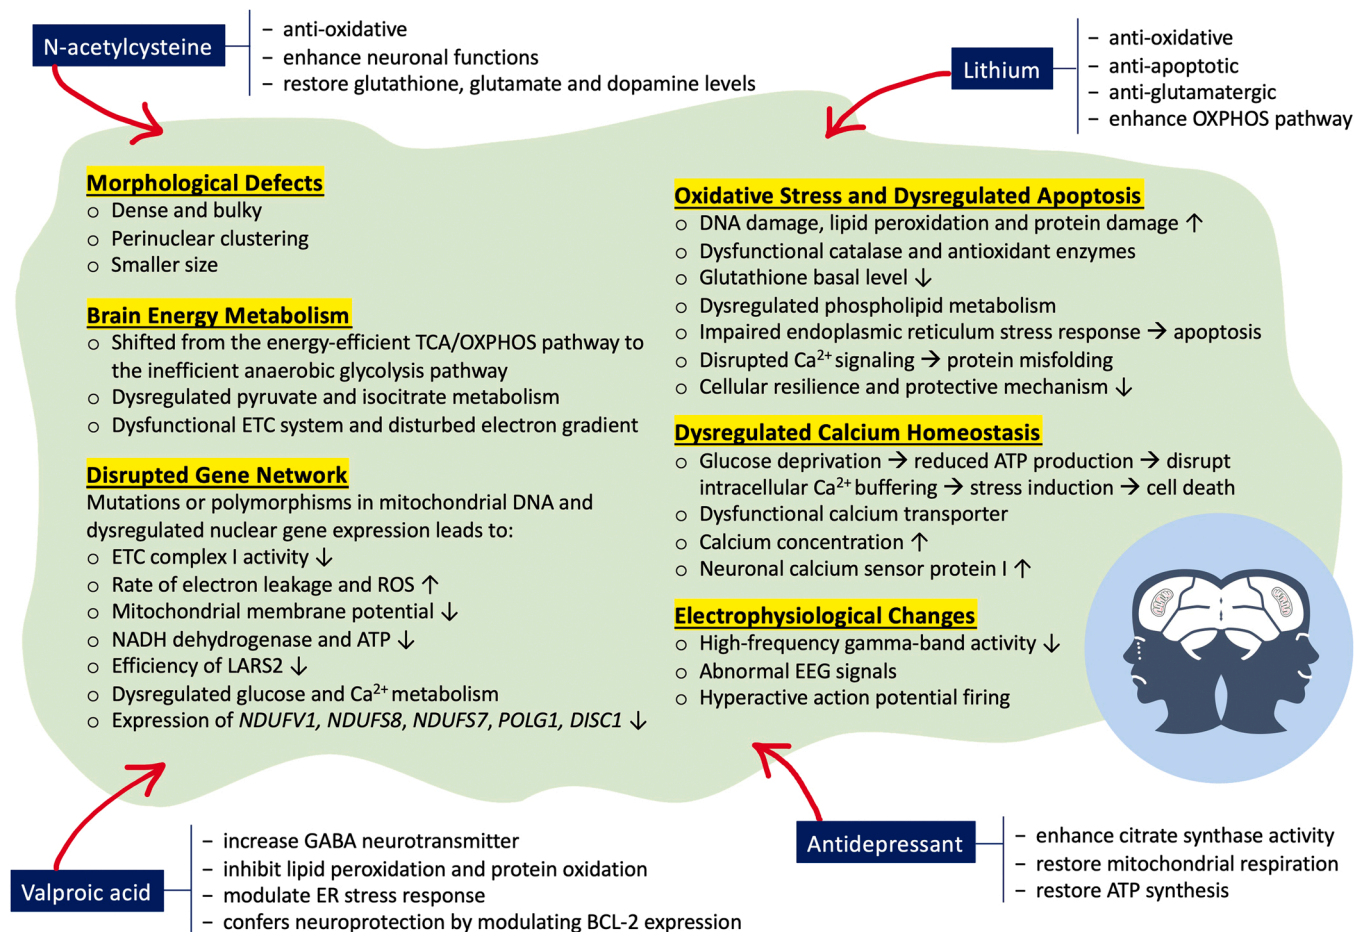 N-acetylcysteine
– anti-oxidative
– enhance neuronal functions
– restore glutathione, glutamate and dopamine levels
Lithium
– anti-oxidative
– anti-apoptotic
– anti-glutamatergic
– enhance OXPHOS pathway
Morphological Defects
○ Dense and bulky
○ Perinuclear clustering
○ Smaller size
Brain Energy Metabolism
○ Shifted from the energy-efficient TCA/OXPHOS pathway to
the inefficient anaerobic glycolysis pathway
○ Dysregulated pyruvate and isocitrate metabolism
○ Dysfunctional ETC system and disturbed electron gradient
Disrupted Gene Network
Mutations or polymorphisms in mitochondrial DNA and
dysregulated nuclear gene expression leads to:
○ ETC complex I activity ↓
○ Rate of electron leakage and ROS ↑
○ Mitochondrial membrane potential ↓
○ NADH dehydrogenase and ATP ↓
○ Efficiency of LARS2 ↓
○ Dysregulated glucose and Ca²⁺ metabolism
○ Expression of NDUFV1, NDUFS8, NDUFS7, POLG1, DISC1 ↓
Oxidative Stress and Dysregulated Apoptosis
○ DNA damage, lipid peroxidation and protein damage ↑
○ Dysfunctional catalase and antioxidant enzymes
○ Glutathione basal level ↓
○ Dysregulated phospholipid metabolism
○ Impaired endoplasmic reticulum stress response → apoptosis
○ Disrupted Ca²⁺ signaling → protein misfolding
○ Cellular resilience and protective mechanism ↓
Dysregulated Calcium Homeostasis
○ Glucose deprivation → reduced ATP production → disrupt
intracellular Ca²⁺ buffering → stress induction → cell death
○ Dysfunctional calcium transporter
○ Calcium concentration ↑
○ Neuronal calcium sensor protein I ↑
Electrophysiological Changes
○ High-frequency gamma-band activity ↓
○ Abnormal EEG signals
○ Hyperactive action potential firing
Valproic acid
– increase GABA neurotransmitter
– inhibit lipid peroxidation and protein oxidation
– modulate ER stress response
– confers neuroprotection by modulating BCL-2 expression
Antidepressant
– enhance citrate synthase activity
– restore mitochondrial respiration
– restore ATP synthesis